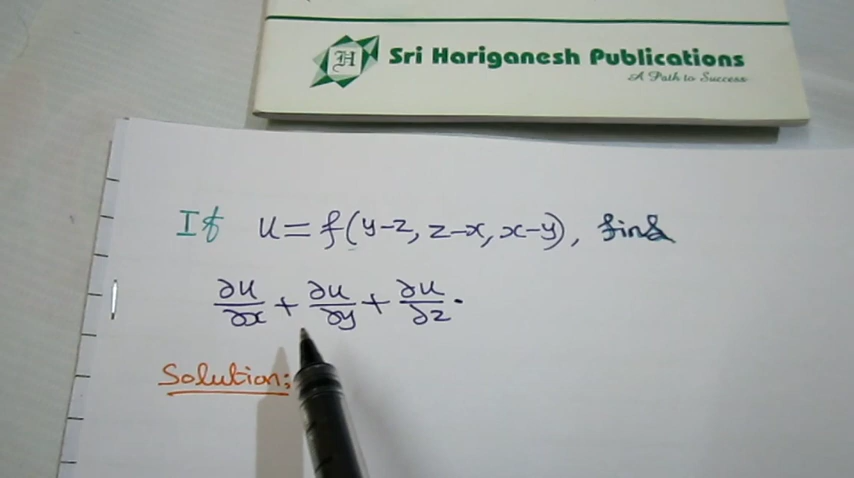 H
Sri Hariganesh Publications
A Path to Success
If u = f(y-z, z-x, x-y), find
∂u/∂x + ∂u/∂y + ∂u/∂z.
Solution: